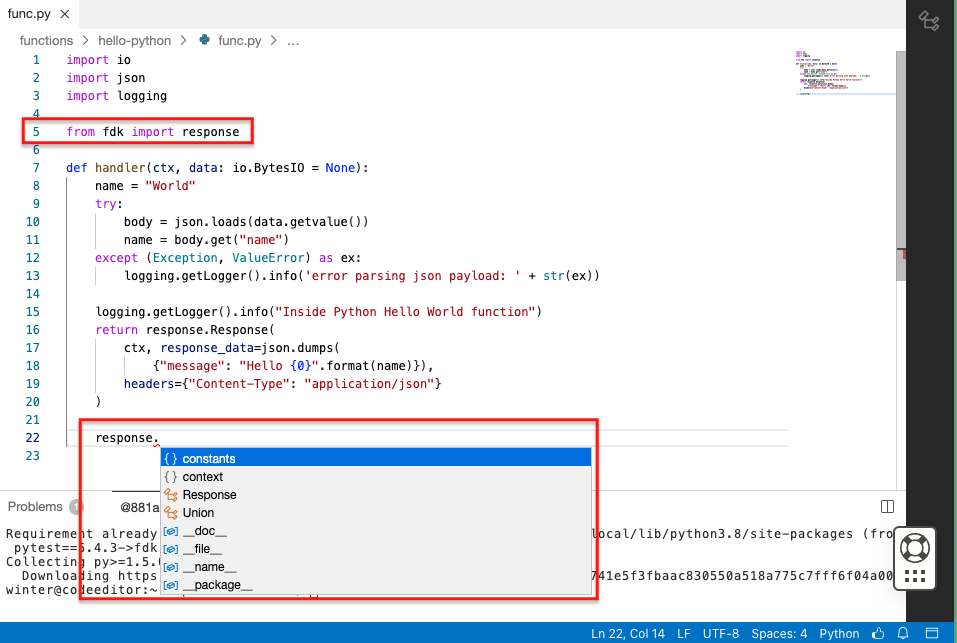 func.py
functions > hello-python > func.py > ...
1 import io
2 import json
3 import logging
4
5 from fdk import response
6
7 def handler(ctx, data: io.BytesIO = None):
8 name = "World"
9 try:
10 body = json.loads(data.getvalue())
11 name = body.get("name")
12 except (Exception, ValueError) as ex:
13 logging.getLogger().info('error parsing json payload: ' + str(ex))
14
15 logging.getLogger().info("Inside Python Hello World function")
16 return response.Response(
17 ctx, response_data=json.dumps(
18 {"message": "Hello {0}".format(name)}),
19 headers={"Content-Type": "application/json"}
20 )
21
22 response.
23
{} constants
{} context
Response
Union
__doc__
__file__
__name__
__package__
Problems 1 @881a
Requirement already local/lib/python3.8/site-packages (fro
pytest==5.4.3->fdk
Collecting py>=1.5.
Downloading https 741e5f3fbaac830550a518a775c7fff6f04a00
winter@codeeditor:~
Ln 22, Col 14 LF UTF-8 Spaces: 4 Python